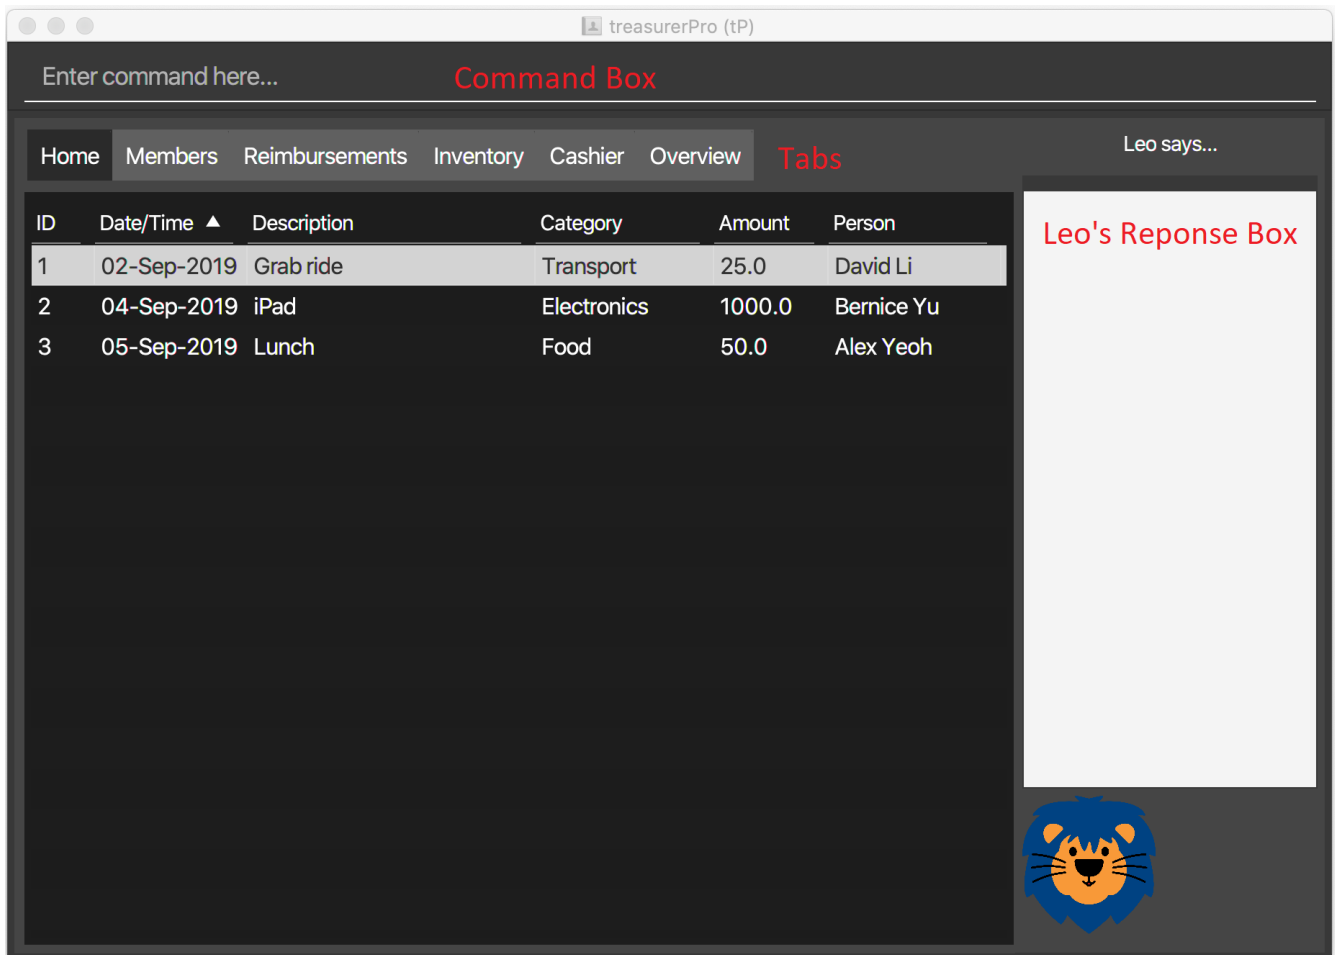 treasurerPro (tP)
Enter command here... Command Box
Home Members Reimbursements Inventory Cashier Overview Tabs
Leo says...
ID Date/Time ▲ Description Category Amount Person
1 02-Sep-2019 Grab ride Transport 25.0 David Li
2 04-Sep-2019 iPad Electronics 1000.0 Bernice Yu
3 05-Sep-2019 Lunch Food 50.0 Alex Yeoh
Leo's Reponse Box